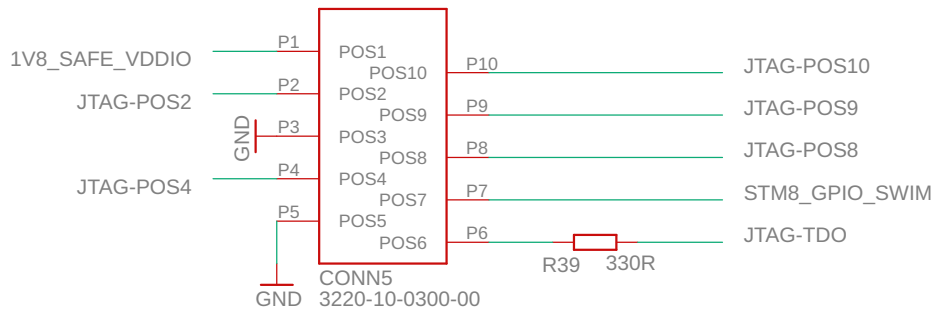 1V8_SAFE_VDDIO P1 POS1
POS10 P10 JTAG-POS10
JTAG-POS2 P2 POS2
POS9 P9 JTAG-POS9
GND P3 POS3
POS8 P8 JTAG-POS8
JTAG-POS4 P4 POS4
POS7 P7 STM8_GPIO_SWIM
P5 POS5
POS6 P6 JTAG-TDO
R39 330R
GND
CONN5
3220-10-0300-00